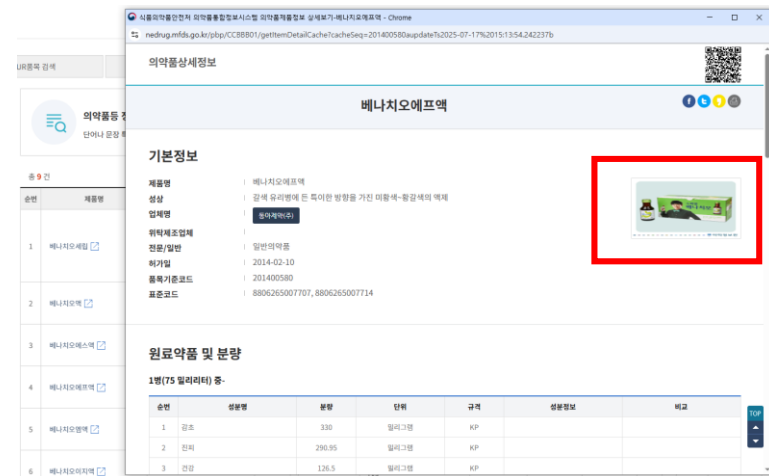 식품의약품안전처 의약품통합정보시스템 의약품제품정보 상세보기-베나치오에프액 - Chrome
nedrug.mfds.go.kr/pbp/CCBBB01/getItemDetailCache?cacheSeq=201400580aupdateTs2025-07-17%2015:13:54.242237b
의약품상세정보
베나치오에프액
기본정보
제품명 베나치오에프액
성상 갈색 유리병에 든 특이한 방향을 가진 미황색~황갈색의 액제
업체명 동아제약(주)
위탁제조업체
전문/일반 일반의약품
허가일 2014-02-10
품목기준코드 201400580
표준코드 8806265007707, 8806265007714
원료약품 및 분량
1병(75 밀리리터) 중-
순번 성분명 분량 단위 규격 성분정보 비고
1 감초 330 밀리그램 KP
2 진피 290.95 밀리그램 KP
3 건강 126.5 밀리그램 KP
TOP
UR품목 검색
의약품등 정
단어나 문장
총 9 건
순번 제품명
1 베나치오세립
2 베나치오액
3 베나치오에스액
4 베나치오에프액
5 베나치오엠액
6 베나치오이지액